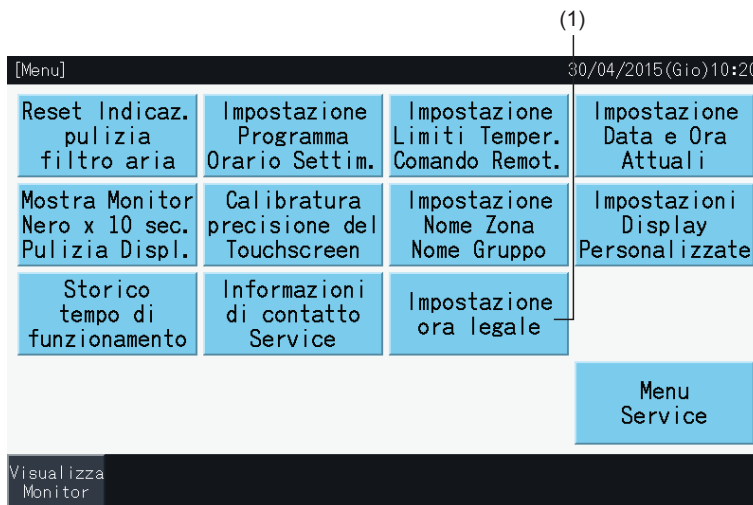 (1)
[Menu] 30/04/2015(Gio)10:20
Reset Indicaz.
pulizia
filtro aria
Impostazione
Programma
Orario Settim.
Impostazione
Limiti Temper.
Comando Remot.
Impostazione
Data e Ora
Attuali
Mostra Monitor
Nero x 10 sec.
Pulizia Displ.
Calibratura
precisione del
Touchscreen
Impostazione
Nome Zona
Nome Gruppo
Impostazioni
Display
Personalizzate
Storico
tempo di
funzionamento
Informazioni
di contatto
Service
Impostazione
ora legale
Menu
Service
Visualizza
Monitor